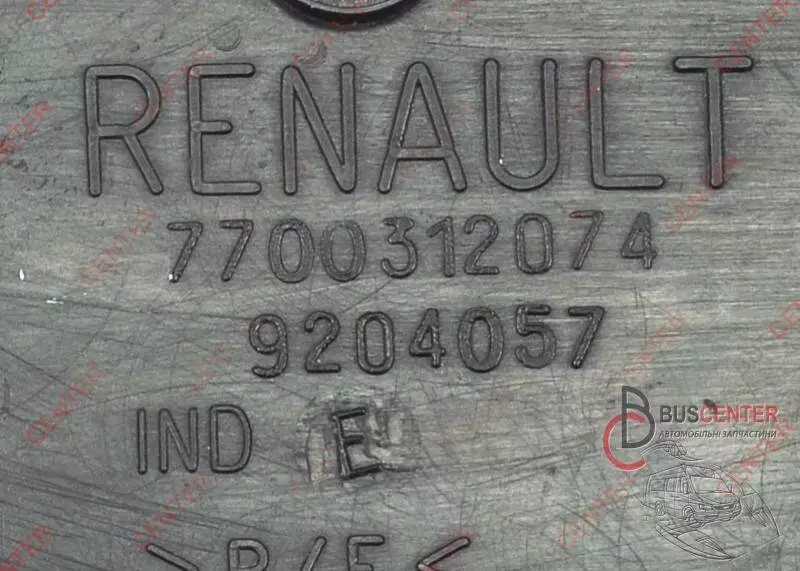 RENAULT
7700312074
9204057
IND E
BUSCENTER
АВТОМОБІЛЬНІ ЗАПЧАСТИНИ